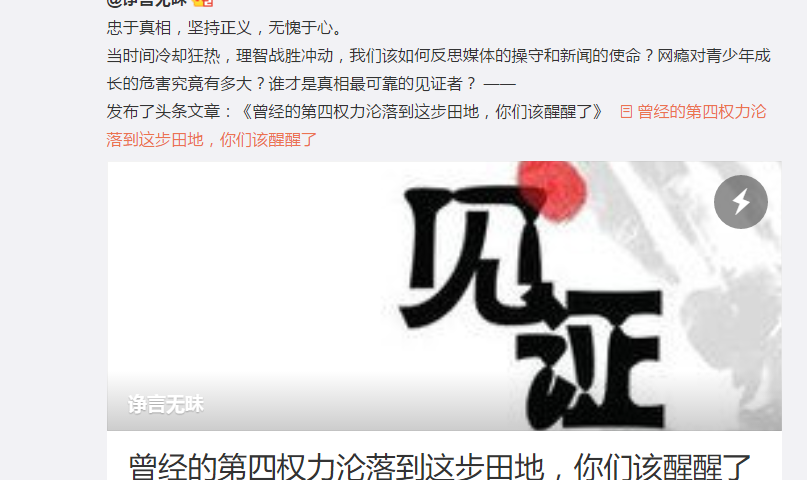 @诤言无昧
忠于真相，坚持正义，无愧于心。
当时间冷却狂热，理智战胜冲动，我们该如何反思媒体的操守和新闻的使命？网瘾对青少年成
长的危害究竟有多大？谁才是真相最可靠的见证者？ ——
发布了头条文章：《曾经的第四权力沦落到这步田地，你们该醒醒了》 曾经的第四权力沦
落到这步田地，你们该醒醒了
见证
诤言无昧
曾经的第四权力沦落到这步田地，你们该醒醒了